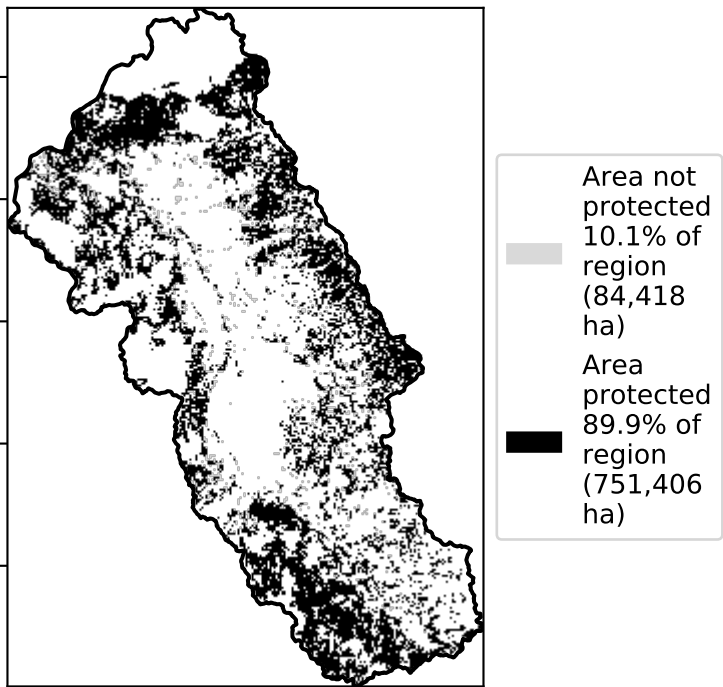 Area not
protected
10.1% of
region
(84,418
ha)
Area
protected
89.9% of
region
(751,406
ha)